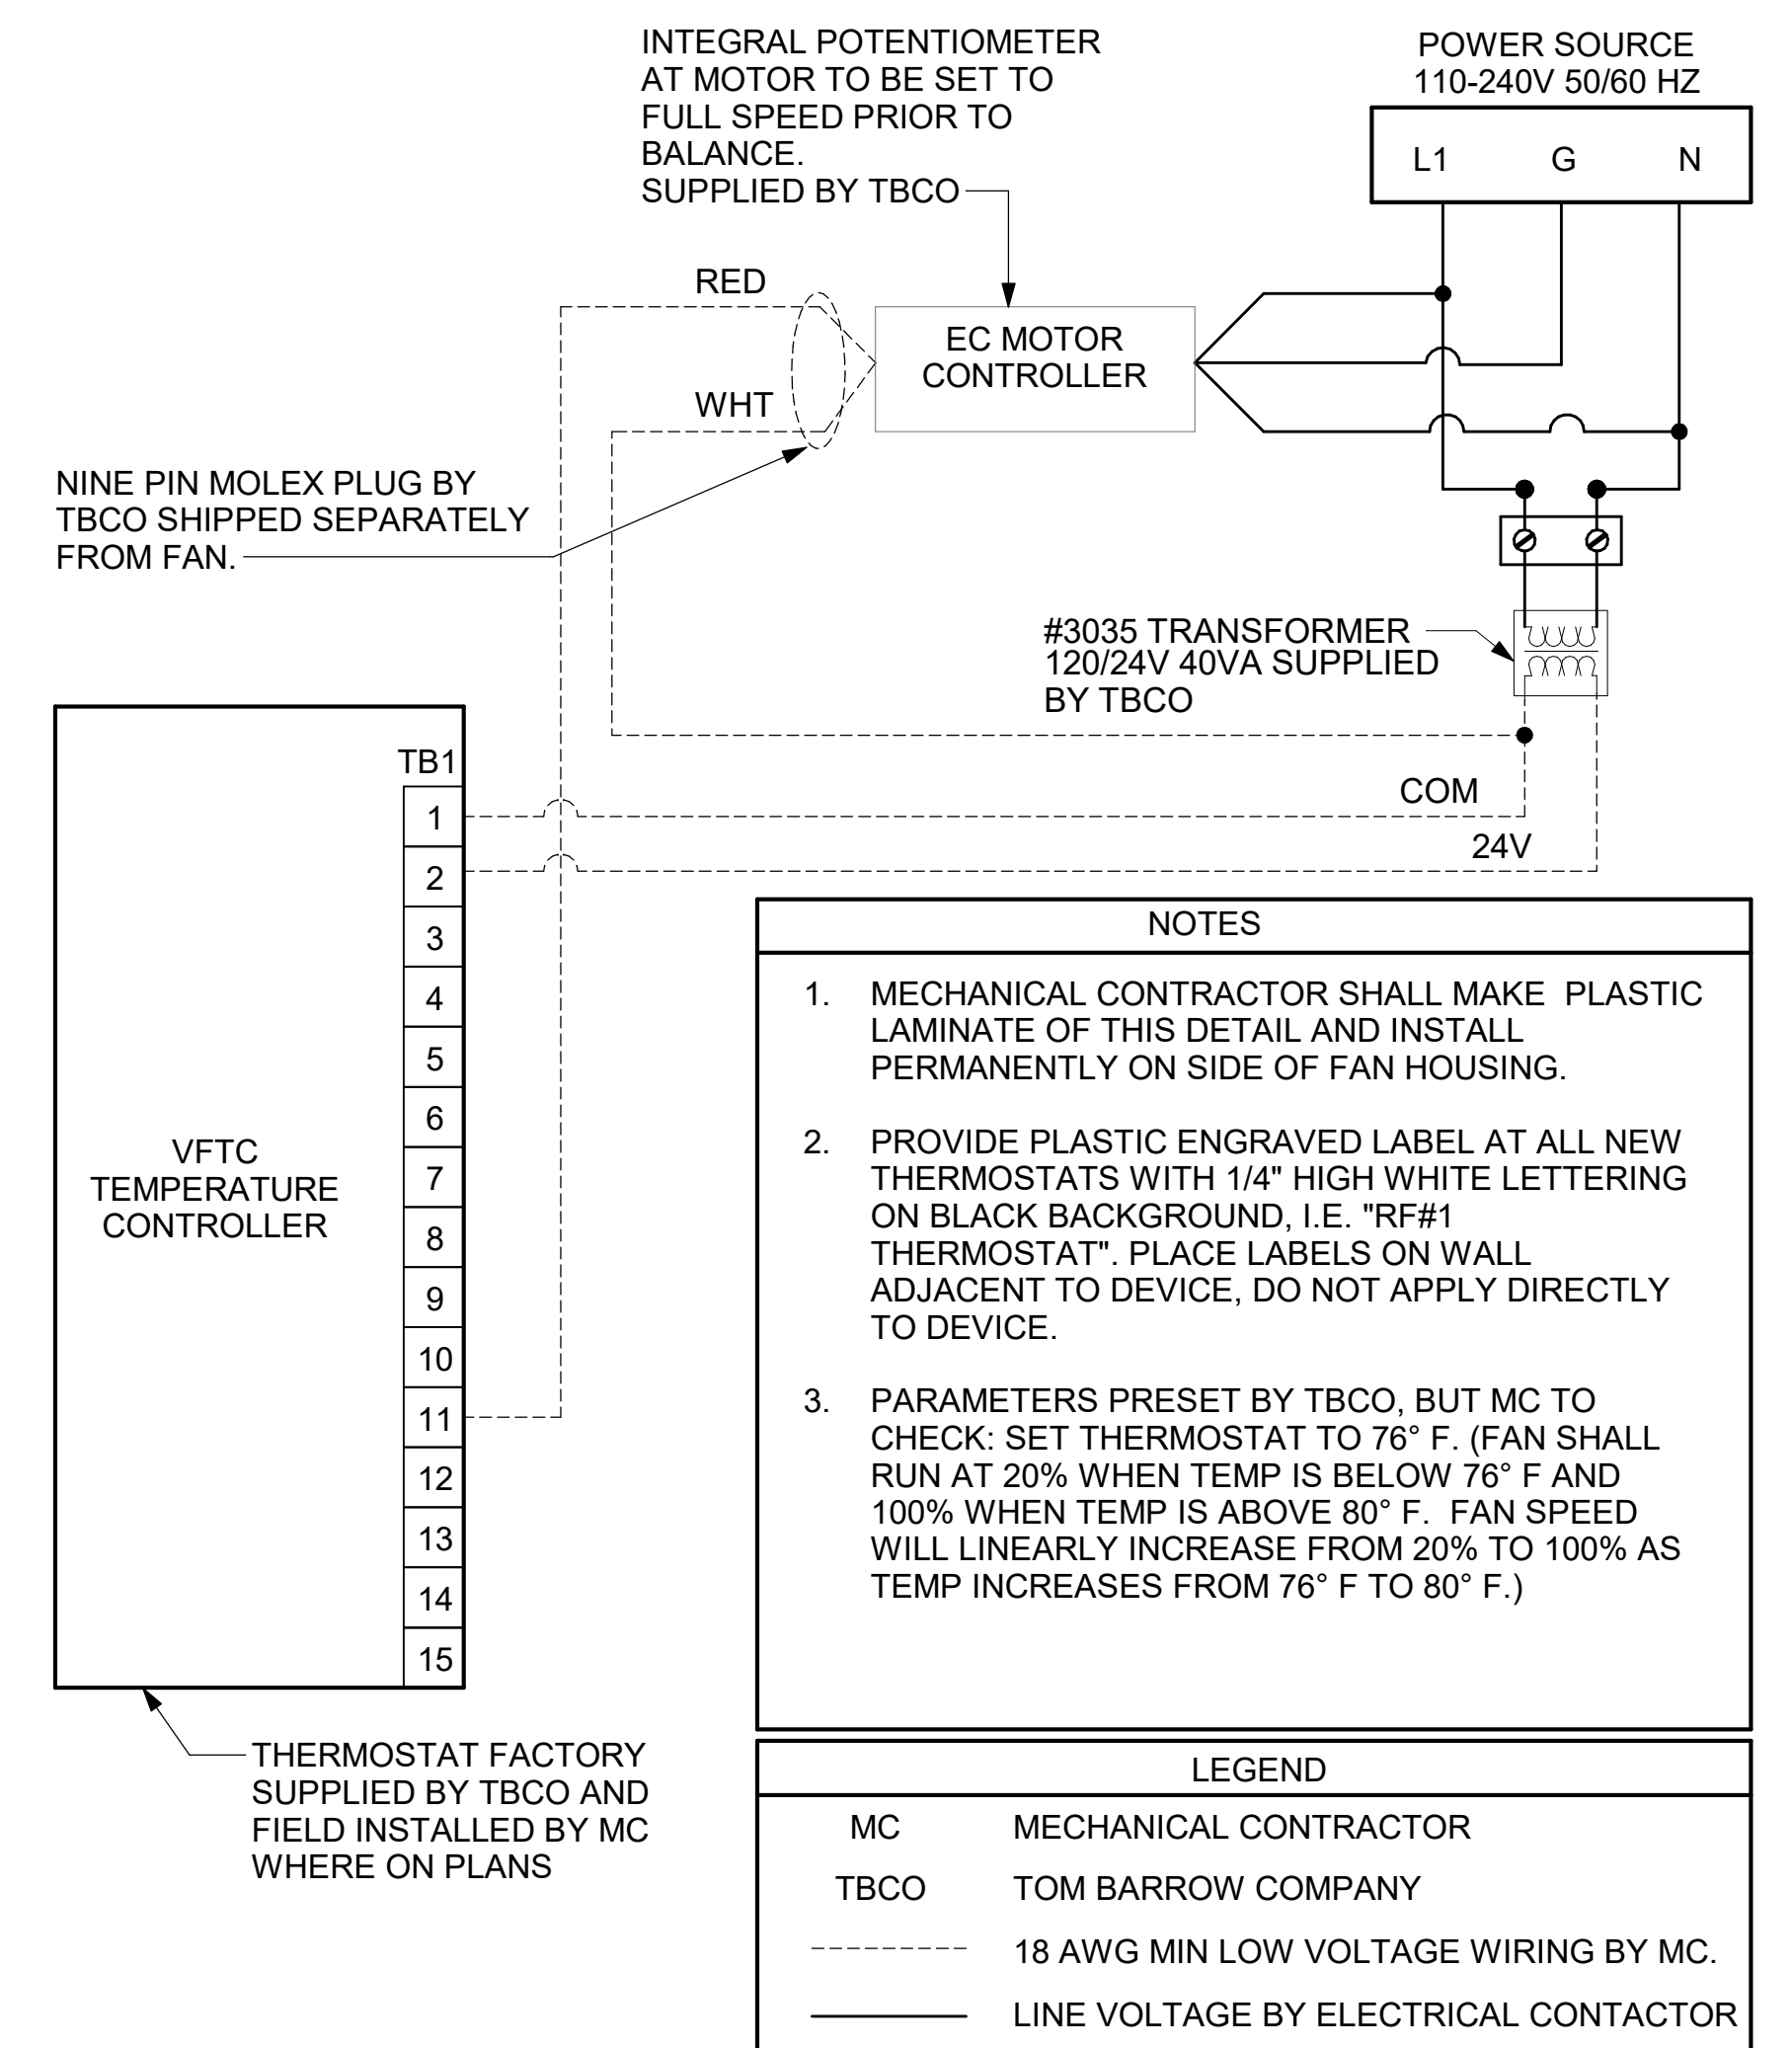 INTEGRAL POTENTIOMETER
AT MOTOR TO BE SET TO
FULL SPEED PRIOR TO
BALANCE.
SUPPLIED BY TBCO
POWER SOURCE
110-240V 50/60 HZ
L1 G N
RED
EC MOTOR
CONTROLLER
WHT
NINE PIN MOLEX PLUG BY
TBCO SHIPPED SEPARATELY
FROM FAN.
#3035 TRANSFORMER
120/24V 40VA SUPPLIED
BY TBCO
COM
24V
TB1
1
2
3
4
5
6
7
8
9
10
11
12
13
14
15
VFTC
TEMPERATURE
CONTROLLER
THERMOSTAT FACTORY
SUPPLIED BY TBCO AND
FIELD INSTALLED BY MC
WHERE ON PLANS
NOTES
1. MECHANICAL CONTRACTOR SHALL MAKE PLASTIC
LAMINATE OF THIS DETAIL AND INSTALL
PERMANENTLY ON SIDE OF FAN HOUSING.
2. PROVIDE PLASTIC ENGRAVED LABEL AT ALL NEW
THERMOSTATS WITH 1/4" HIGH WHITE LETTERING
ON BLACK BACKGROUND, I.E. "RF#1
THERMOSTAT". PLACE LABELS ON WALL
ADJACENT TO DEVICE, DO NOT APPLY DIRECTLY
TO DEVICE.
3. PARAMETERS PRESET BY TBCO, BUT MC TO
CHECK: SET THERMOSTAT TO 76° F. (FAN SHALL
RUN AT 20% WHEN TEMP IS BELOW 76° F AND
100% WHEN TEMP IS ABOVE 80° F. FAN SPEED
WILL LINEARLY INCREASE FROM 20% TO 100% AS
TEMP INCREASES FROM 76° F TO 80° F.)
LEGEND
MC MECHANICAL CONTRACTOR
TBCO TOM BARROW COMPANY
18 AWG MIN LOW VOLTAGE WIRING BY MC.
LINE VOLTAGE BY ELECTRICAL CONTACTOR